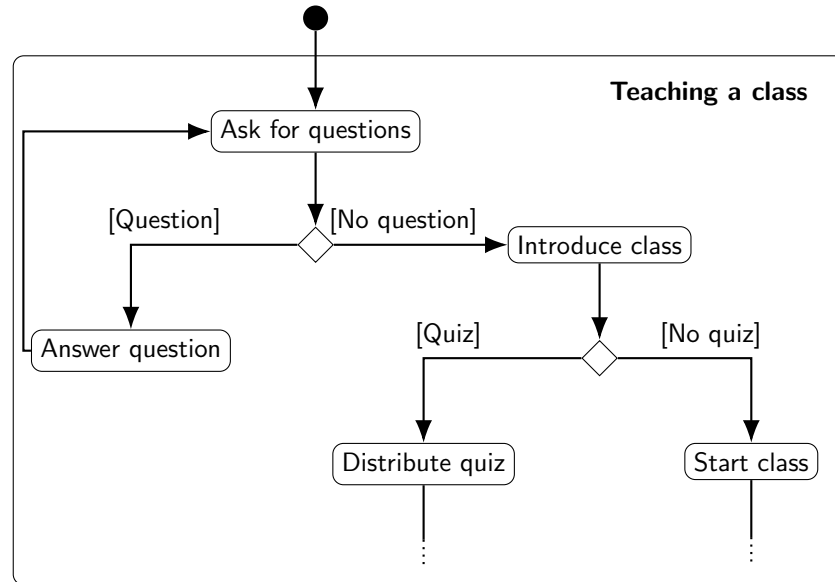 Teaching a class
Ask for questions
[Question]
[No question]
Introduce class
Answer question
[Quiz]
[No quiz]
Distribute quiz
Start class